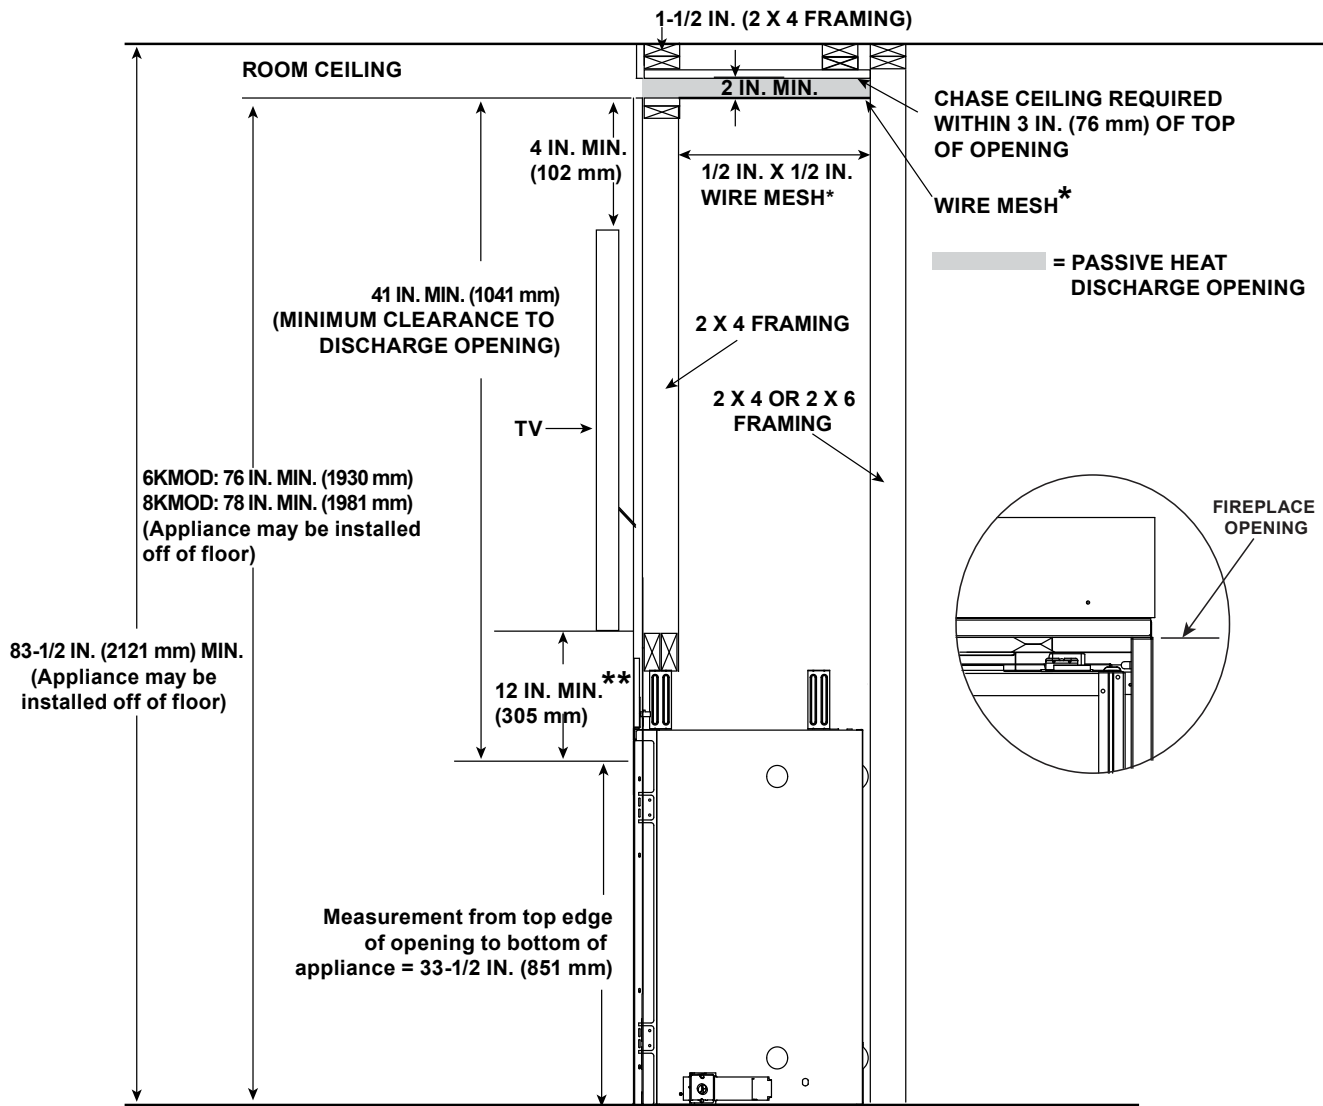 1-1/2 IN. (2 X 4 FRAMING)
ROOM CEILING
2 IN. MIN.
CHASE CEILING REQUIRED
WITHIN 3 IN. (76 mm) OF TOP
OF OPENING
4 IN. MIN.
(102 mm)
1/2 IN. X 1/2 IN.
WIRE MESH*
WIRE MESH*
= PASSIVE HEAT
DISCHARGE OPENING
41 IN. MIN. (1041 mm)
(MINIMUM CLEARANCE TO
DISCHARGE OPENING)
2 X 4 FRAMING
2 X 4 OR 2 X 6
FRAMING
TV
6KMOD: 76 IN. MIN. (1930 mm)
8KMOD: 78 IN. MIN. (1981 mm)
(Appliance may be installed
off of floor)
FIREPLACE
OPENING
83-1/2 IN. (2121 mm) MIN.
(Appliance may be
installed off of floor)
12 IN. MIN.**
(305 mm)
Measurement from top edge
of opening to bottom of
appliance = 33-1/2 IN. (851 mm)